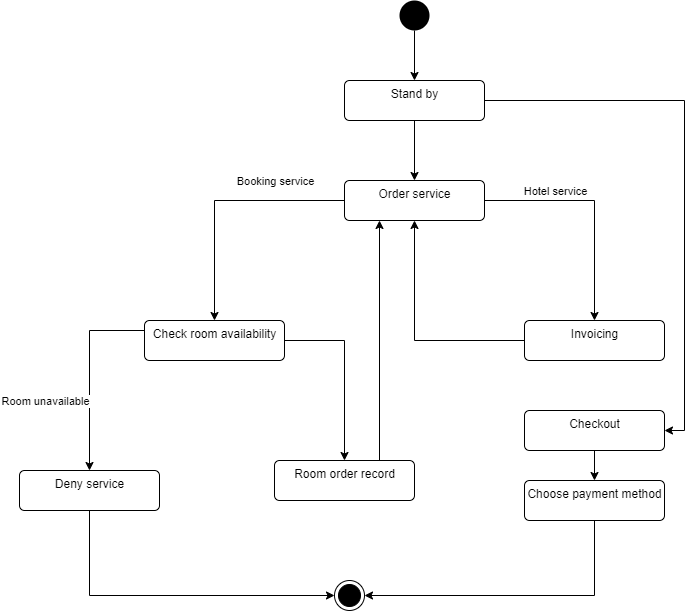 Stand by
Booking service
Order service
Hotel service
Check room availability
Invoicing
Room unavailable
Checkout
Deny service
Room order record
Choose payment method